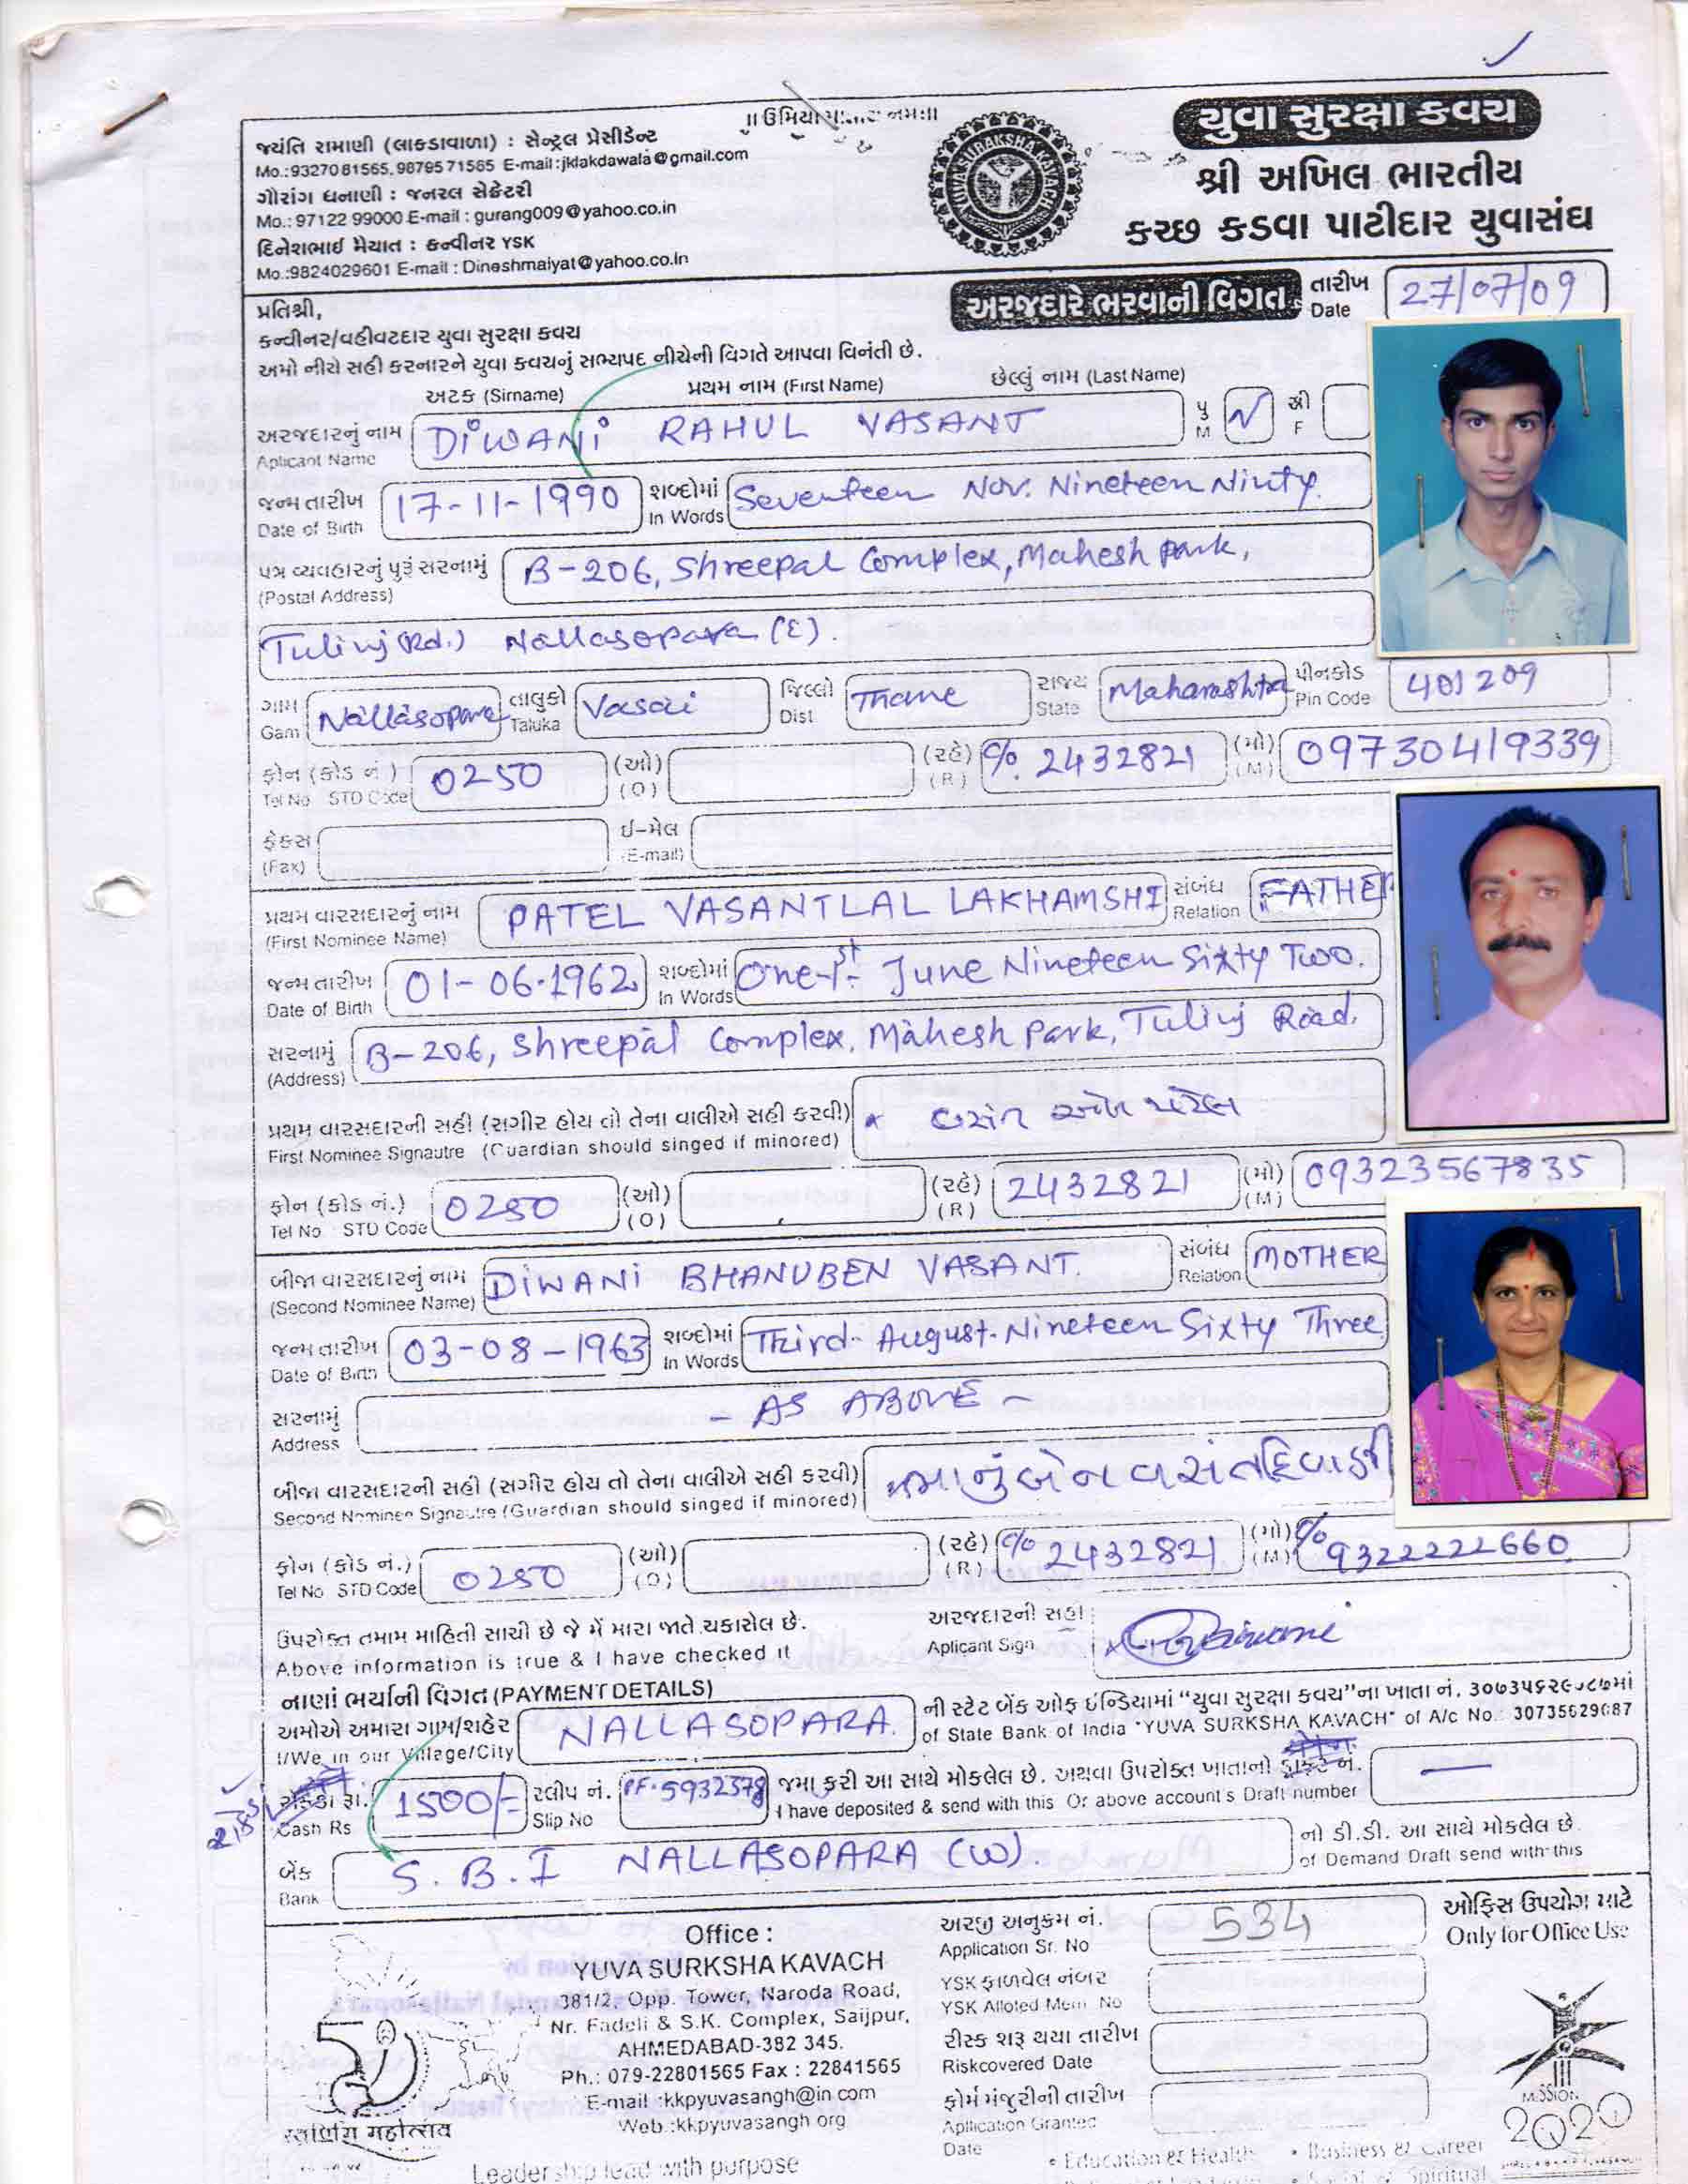 જયંતિ રામાણી (લાકડાવાળા) : સેન્ટ્રલ પ્રેસીડેન્ટ
Mo.:9327081565, 9879571565 E-mail :jklakdawala@gmail.com
ગૌરાંગ ધનાણી : જનરલ સેક્રેટરી
Mo.: 97122 99000 E-mail : gurang009@yahoo.co.in
દિનેશભાઈ મૈયાત : કન્વીનર YSK
Mo.:9824029601 E-mail : Dineshmaiyat@yahoo.co.in
YUVA SURAKSHA KAVACH
યુવા સુરક્ષા કવચ
શ્રી અખિલ ભારતીય
કચ્છ કડવા પાટીદાર યુવાસંઘ
અરજદારે ભરવાની વિગત
તારીખ Date 27/07/09
પ્રતિશ્રી,
કન્વીનર/વહીવટદાર યુવા સુરક્ષા કવચ
અમો નીચે સહી કરનારને યુવા કવચનું સભ્યપદ નીચેની વિગતે આપવા વિનંતી છે.
અટક (Sirname) પ્રથમ નામ (First Name) છેલ્લું નામ (Last Name)
અરજદારનું નામ Aplicant Name DIWANI RAHUL VASANT પુ M સ્ત્રી F
જન્મ તારીખ Date of Birth 17-11-1990 શબ્દોમાં In Words Seventeen Nov. Nineteen Ninty.
પત્ર વ્યવહારનું પુરૂં સરનામું (Postal Address) B-206, Shreepal Complex, Mahesh Park,
Tulinj (Rd.) Nallasopara (E).
ગામ Gam Nallasopara તાલુકો Taluka Vasai જિલ્લો Dist Thane રાજ્ય State Maharashtra પીનકોડ Pin Code 401209
ફોન (કોડ નં.) Tel No STD Code 0250 (ઓ) (O) (રહે) (R) C/o. 2432821 (મો) (M) 09730419339
ફેક્સ (Fax) ઈ-મેલ (E-mail)
પ્રથમ વારસદારનું નામ (First Nominee Name) PATEL VASANTLAL LAKHAMSHI સંબંધ Relation FATHER
જન્મ તારીખ Date of Birth 01-06-1962 શબ્દોમાં In Words One-1st June Nineteen Sixty Two.
સરનામું (Address) B-206, Shreepal Complex, Mahesh Park, Tulinj Road.
પ્રથમ વારસદારની સહી (સગીર હોય તો તેના વાલીએ સહી કરવી)
First Nominee Signautre (Guardian should singed if minored)
ફોન (કોડ નં.) Tel No STD Code 0250 (ઓ) (O) (રહે) (R) 2432821 (મો) (M) 09323567835
બીજા વારસદારનું નામ (Second Nominee Name) DIWANI BHANUBEN VASANT. સંબંધ Relation MOTHER
જન્મ તારીખ Date of Birth 03-08-1963 શબ્દોમાં In Words Third August Nineteen Sixty Three
સરનામું Address - AS ABOVE -
બીજા વારસદારની સહી (સગીર હોય તો તેના વાલીએ સહી કરવી) ભાનુંબેન વસંત દિવાણી
Second Nominee Signautre (Guardian should singed if minored)
ફોન (કોડ નં.) Tel No STD Code 0250 (ઓ) (O) (રહે) (R) C/o 2432821 (મો) (M) C/o 9322222660
ઉપરોક્ત તમામ માહિતી સાચી છે જે મેં મારા જાતે ચકાસેલ છે. અરજદારની સહી
Above information is true & I have checked it Aplicant Sign
નાણાં ભર્યાની વિગત (PAYMENT DETAILS)
અમોએ અમારા ગામ/શહેર NALLASOPARA. ની સ્ટેટ બેંક ઓફ ઇન્ડિયામાં "યુવા સુરક્ષા કવચ"ના ખાતા નં. ૩૦૭૩૫૬૨૯૦૮૭માં
I/We in our Village/City of State Bank of India "YUVA SURKSHA KAVACH" of A/c No. 30735629087
રોકડા રૂા. Cash Rs 1500/- સ્લીપ નં. Slip No PF.5932378 જમા કરી આ સાથે મોકલેલ છે. અથવા ઉપરોક્ત ખાતાનો ડ્રાફ્ટ નં. —
I have deposited & send with this Or above account's Draft number
બેંક Bank S.B.I NALLASOPARA (W). નો ડી.ડી. આ સાથે મોકલેલ છે.
of Demand Draft send with this
Office :
YUVA SURKSHA KAVACH
381/2, Opp. Tower, Naroda Road,
Nr. Fadeli & S.K. Complex, Saijpur,
AHMEDABAD-382 345.
Ph.: 079-22801565 Fax : 22841565
E-mail :kkpyuvasangh@in.com
Web.:kkpyuvasangh.org
અરજી અનુક્રમ નં. Application Sr. No 534
ઓફિસ ઉપયોગ માટે
Only for Office Use
YSK ફાળવેલ નંબર
YSK Alloted Mem. No
રીસ્ક શરૂ થયા તારીખ
Riskcovered Date
ફોર્મ મંજુરીની તારીખ
Apllication Granted
Date
50
MISSION
2020
Leadership lead with purpose
• Education & Health • Business & Career